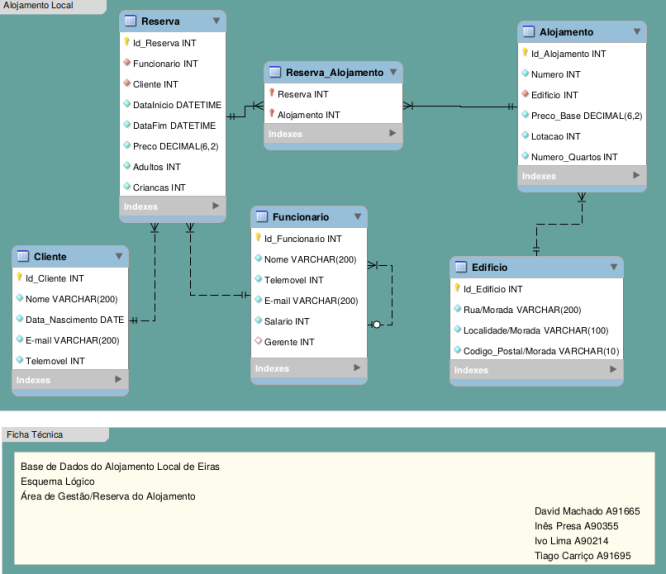 Alojamento Local
Reserva
Id_Reserva INT
Funcionario INT
Cliente INT
DataInicio DATETIME
DataFim DATETIME
Preco DECIMAL(6,2)
Adultos INT
Criancas INT
Indexes
Reserva_Alojamento
Reserva INT
Alojamento INT
Indexes
Alojamento
Id_Alojamento INT
Numero INT
Edificio INT
Preco_Base DECIMAL(6,2)
Lotacao INT
Numero_Quartos INT
Indexes
Cliente
Id_Cliente INT
Nome VARCHAR(200)
Data_Nascimento DATE
E-mail VARCHAR(200)
Telemovel INT
Indexes
Funcionario
Id_Funcionario INT
Nome VARCHAR(200)
Telemovel INT
E-mail VARCHAR(200)
Salario INT
Gerente INT
Indexes
Edifício
Id_Edificio INT
Rua/Morada VARCHAR(200)
Localidade/Morada VARCHAR(100)
Codigo_Postal/Morada VARCHAR(10)
Indexes
Ficha Técnica
Base de Dados do Alojamento Local de Eiras
Esquema Lógico
Área de Gestão/Reserva do Alojamento
David Machado A91665
Inês Presa A90355
Ivo Lima A90214
Tiago Carriço A91695